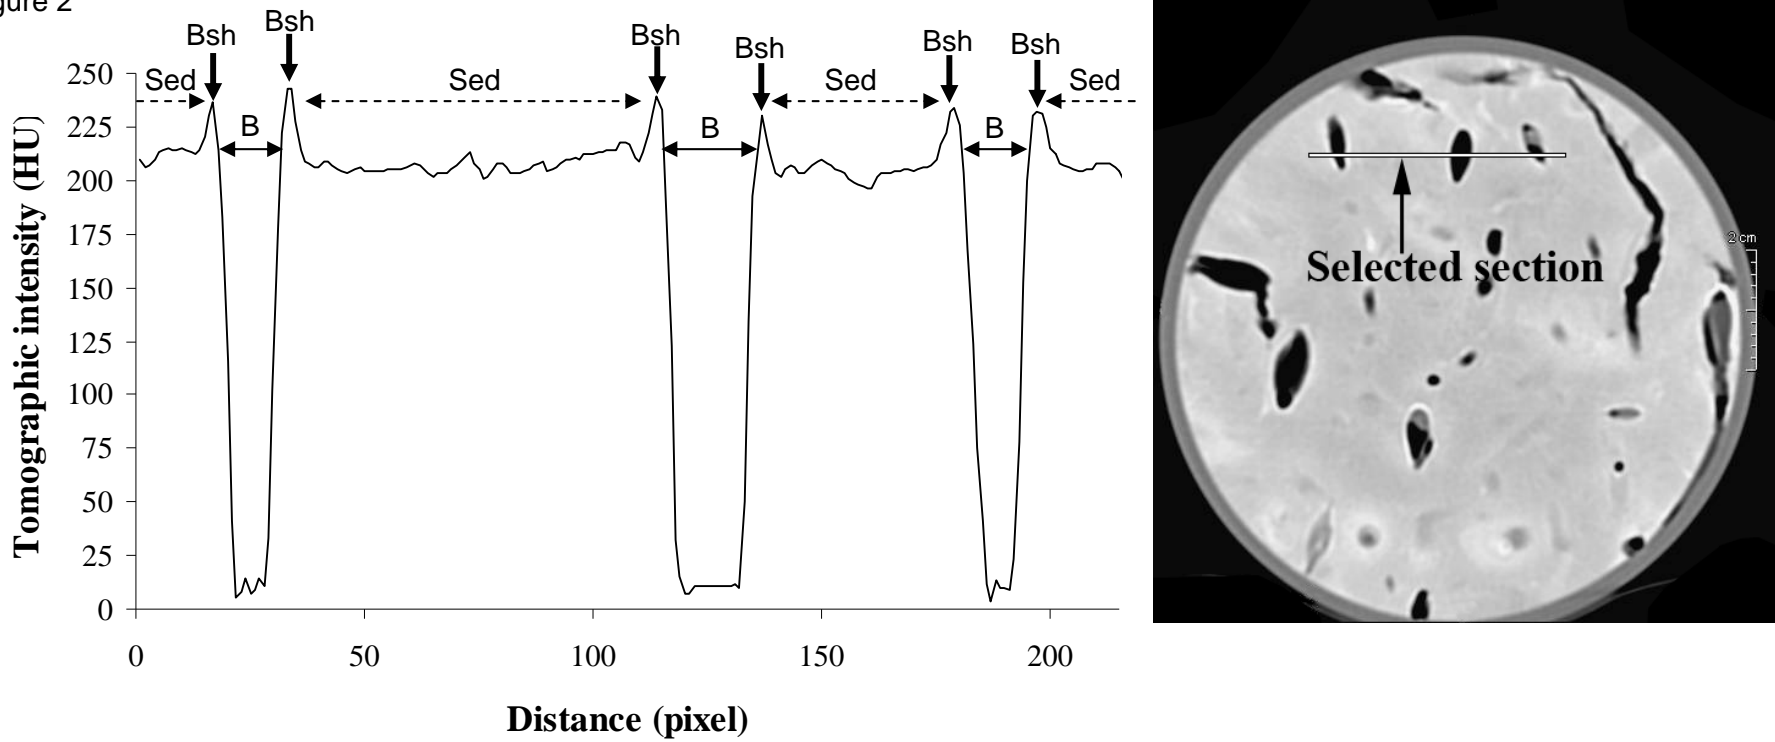 gure 2
Bsh Bsh Bsh Bsh Bsh Bsh
Sed Sed Sed Sed
B B B
250
225
200
175
150
125
100
75
50
25
0
Tomographic intensity (HU)
0 50 100 150 200
Distance (pixel)
Selected section
2 cm